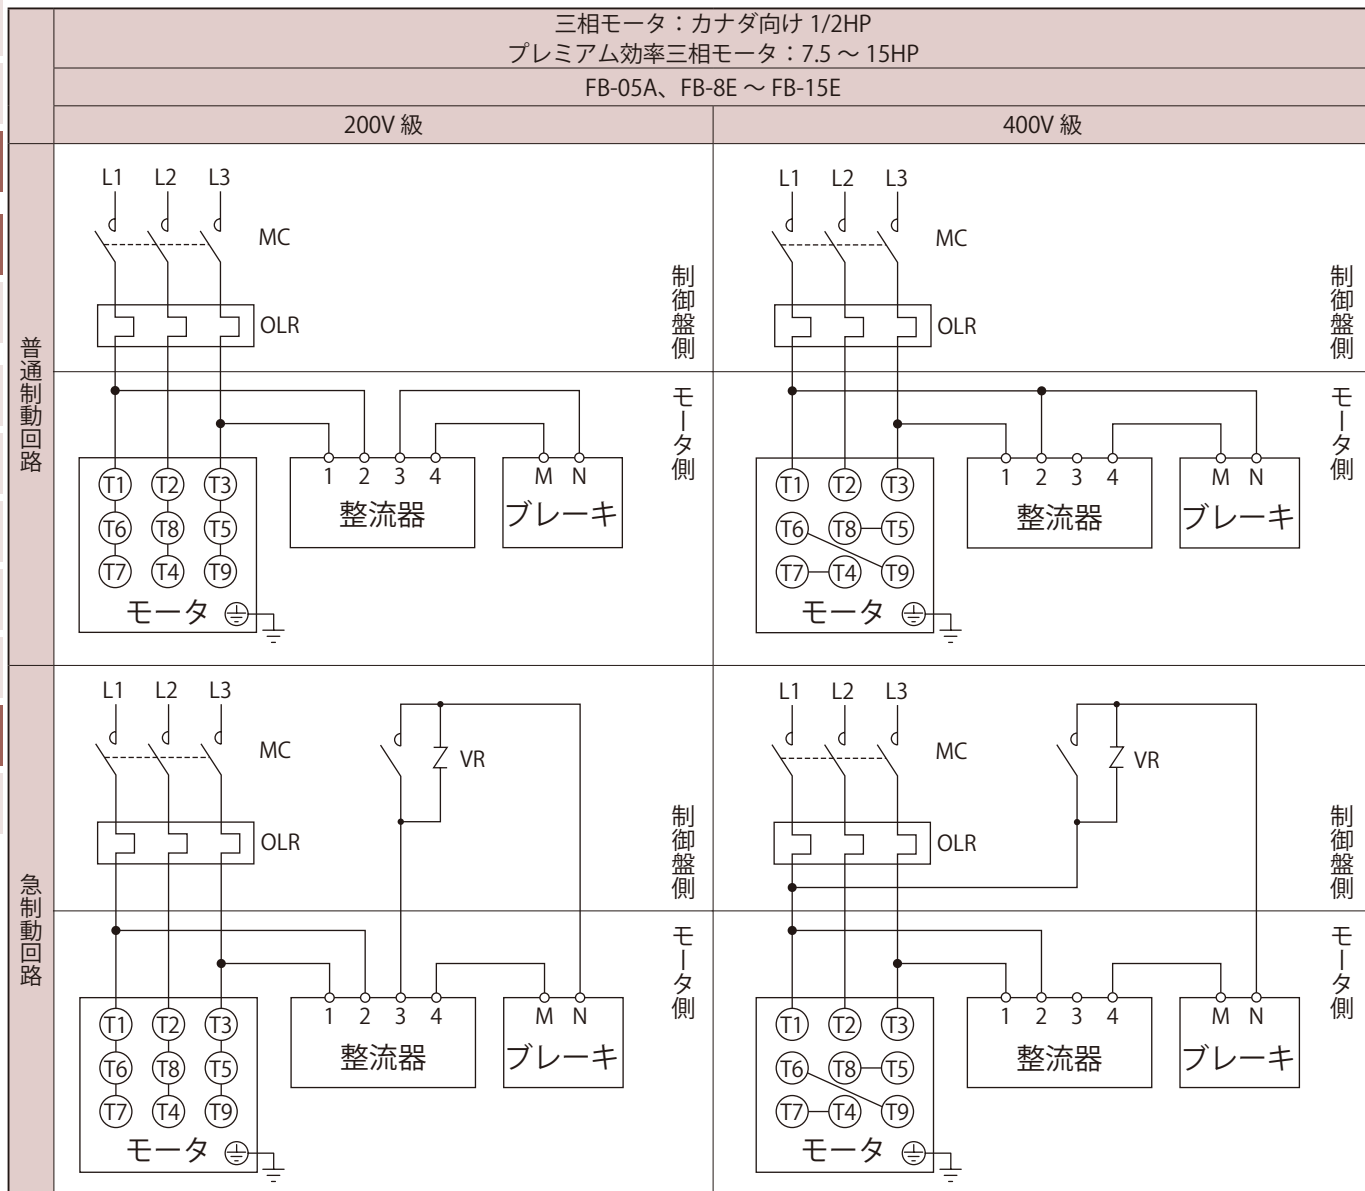 三相モータ：カナダ向け 1/2HP
プレミアム効率三相モータ：7.5 ～ 15HP
FB-05A、FB-8E ～ FB-15E
200V 級
400V 級
普通制動回路
L1 L2 L3
MC
OLR
制御盤側
モータ側
T1 T2 T3
T6 T8 T5
T7 T4 T9
モータ
1 2 3 4
整流器
M N
ブレーキ
L1 L2 L3
MC
OLR
制御盤側
モータ側
T1 T2 T3
T6 T8 T5
T7 T4 T9
モータ
1 2 3 4
整流器
M N
ブレーキ
急制動回路
L1 L2 L3
MC
VR
OLR
制御盤側
モータ側
T1 T2 T3
T6 T8 T5
T7 T4 T9
モータ
1 2 3 4
整流器
M N
ブレーキ
L1 L2 L3
MC
VR
OLR
制御盤側
モータ側
T1 T2 T3
T6 T8 T5
T7 T4 T9
モータ
1 2 3 4
整流器
M N
ブレーキ